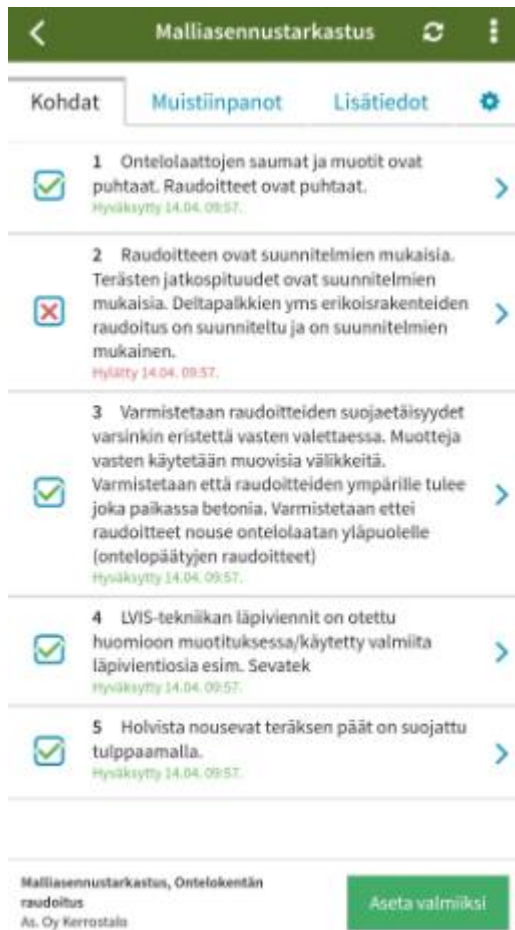 Malliasennustarkastus
Kohdat Muistiinpanot Lisätiedot
1 Ontelolaattojen saumat ja muotit ovat
puhtaat. Raudoitteet ovat puhtaat.
Hyväksytty 14.04. 09:57.
2 Raudoitteen ovat suunnitelmien mukaisia.
Terästen jatkospituudet ovat suunnitelmien
mukaisia. Deltapalkkien yms erikoisrakenteiden
raudoitus on suunniteltu ja on suunnitelmien
mukainen.
Hylätty 14.04. 09:57.
3 Varmistetaan raudoitteiden suojaetäisyydet
varsinkin eristettä vasten valettaessa. Muotteja
vasten käytetään muovisia välikkeitä.
Varmistetaan että raudoitteiden ympärille tulee
joka paikassa betonia. Varmistetaan ettei
raudoitteet nouse ontelolaatan yläpuolelle
(ontelopäätyjen raudoitteet)
Hyväksytty 14.04. 09:57.
4 LVIS-tekniikan läpiviennit on otettu
huomioon muotituksessa/käytetty valmiita
läpivientiosia esim. Sevatek
Hyväksytty 14.04. 09:57.
5 Holvista nousevat teräksen päät on suojattu
tulppaamalla.
Hyväksytty 14.04. 09:57.
Malliasennustarkastus, Ontelokentän
raudoitus
As. Oy Kerrostalo
Aseta valmiiksi